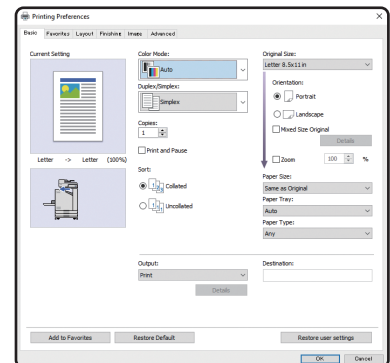 Printing Preferences
Basic Favorites Layout Finishing Image Advanced
Current Setting
Letter -> Letter (100%)
Color Mode:
Auto
Duplex/Simplex:
Simplex
Copies:
1
Print and Pause
Sort:
Collated
Uncollated
Original Size:
Letter 8.5x11 in
Orientation:
Portrait
Landscape
Mixed Size Original
Details
Zoom 100 %
Paper Size:
Same as Original
Paper Tray:
Auto
Paper Type:
Any
Output:
Print
Details
Destination:
Add to Favorites Restore Default Restore user settings
OK Cancel